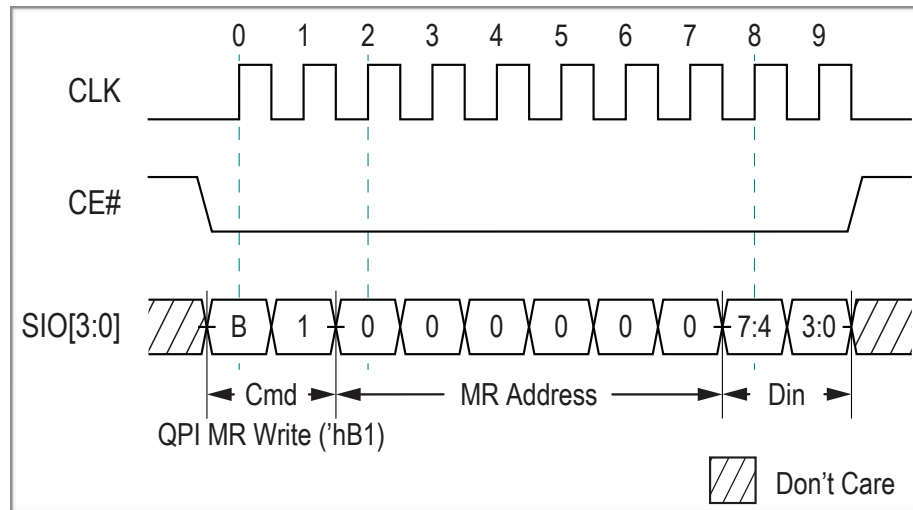 0 1 2 3 4 5 6 7 8 9
CLK
CE#
SIO[3:0] B 1 0 0 0 0 0 0 7:4 3:0
Cmd MR Address Din
QPI MR Write ('hB1)
Don't Care